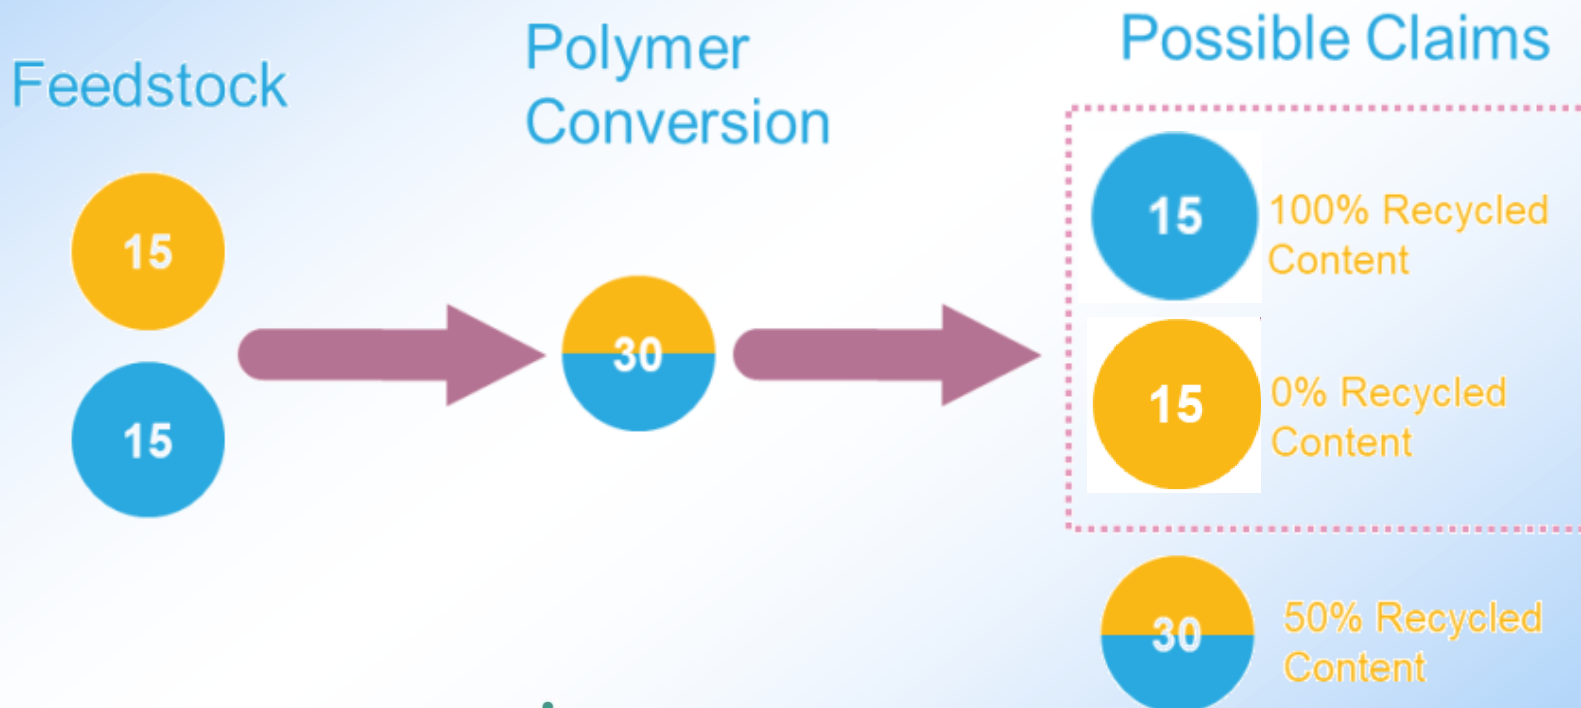 Feedstock
Polymer
Conversion
Possible Claims
15
15
30
15
100% Recycled
Content
15
0% Recycled
Content
30
50% Recycled
Content